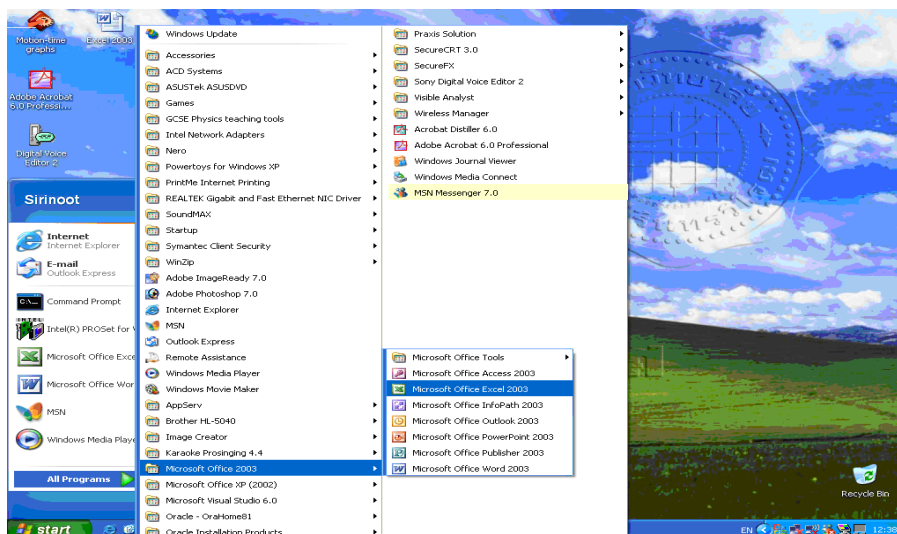 Motion-time
graphs
Excel 2003
Adobe Acrobat
6.0 Professi...
Digital Voice
Editor 2
Sirinoot
Internet
Internet Explorer
E-mail
Outlook Express
Command Prompt
Intel(R) PROSet for
Microsoft Office Exce
Microsoft Office Wor
MSN
Windows Media Playe
All Programs
start
Windows Update
Accessories
ACD Systems
ASUSTek ASUSDVD
Games
GCSE Physics teaching tools
Intel Network Adapters
Nero
Powertoys for Windows XP
PrintMe Internet Printing
REALTEK Gigabit and Fast Ethernet NIC Driver
SoundMAX
Startup
Symantec Client Security
WinZip
Adobe ImageReady 7.0
Adobe Photoshop 7.0
Internet Explorer
MSN
Outlook Express
Remote Assistance
Windows Media Player
Windows Movie Maker
AppServ
Brother HL-5040
Image Creator
Karaoke Prosinging 4.4
Microsoft Office 2003
Microsoft Office XP (2002)
Microsoft Visual Studio 6.0
Oracle - OraHome81
Oracle Installation Products
Praxis Solution
SecureCRT 3.0
SecureFX
Sony Digital Voice Editor 2
Visible Analyst
Wireless Manager
Acrobat Distiller 6.0
Adobe Acrobat 6.0 Professional
Windows Journal Viewer
Windows Media Connect
MSN Messenger 7.0
Microsoft Office Tools
Microsoft Office Access 2003
Microsoft Office Excel 2003
Microsoft Office InfoPath 2003
Microsoft Office Outlook 2003
Microsoft Office PowerPoint 2003
Microsoft Office Publisher 2003
Microsoft Office Word 2003
Recycle Bin
EN
12:38